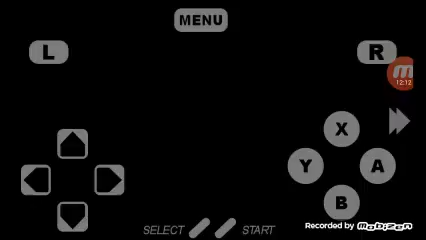 MENU
L
R
12:12
X
Y
A
B
SELECT
START
Recorded by Mobizen